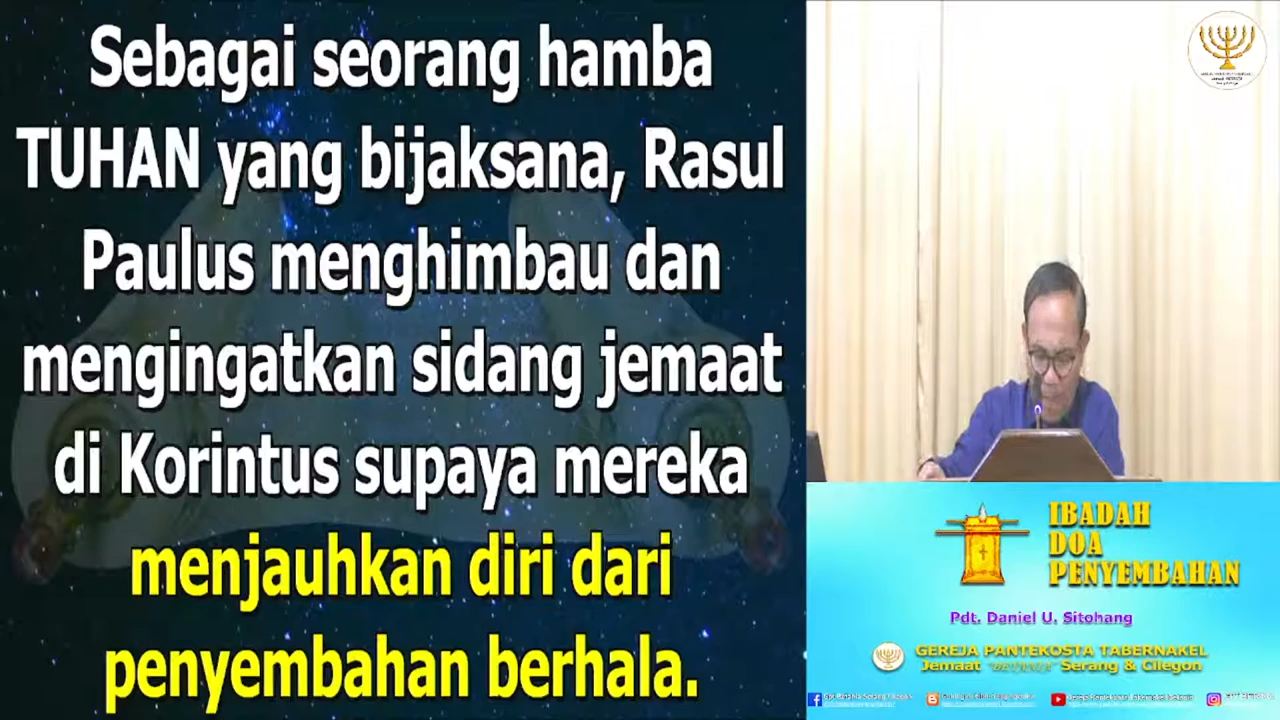 Sebagai seorang hamba
TUHAN yang bijaksana, Rasul
Paulus menghimbau dan
mengingatkan sidang jemaat
di Korintus supaya mereka
menjauhkan diri dari
penyembahan berhala.
IBADAH
DOA
PENYEMBAHAN
Pdt. Daniel U. Sitohang
GEREJA PANTEKOSTA TABERNAKEL
Jemaat "BETANIA" Serang & Cilegon